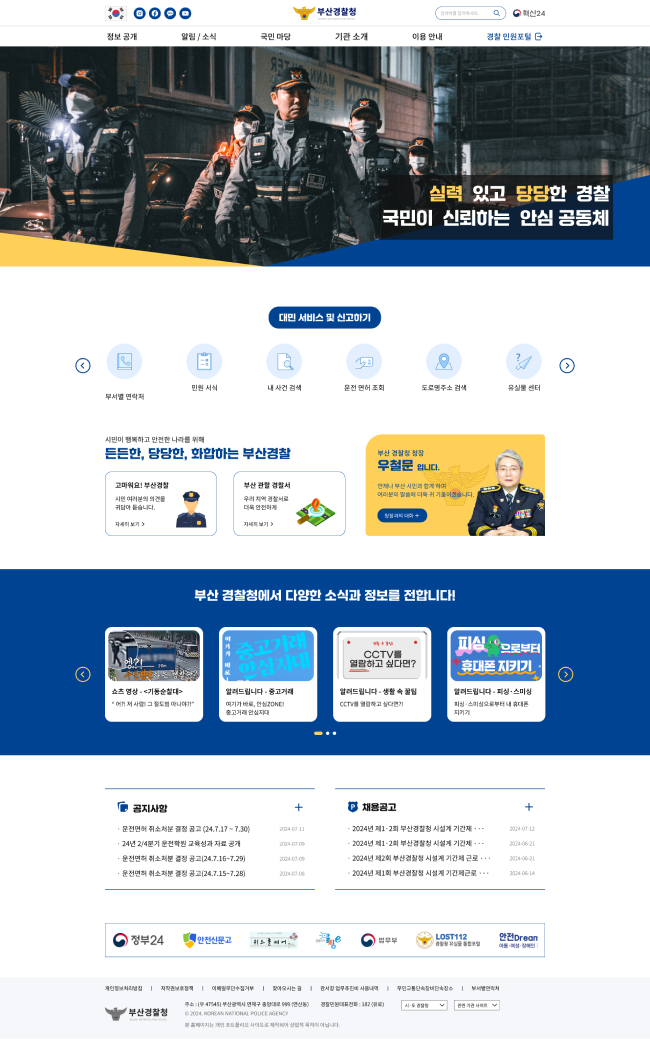 부산경찰청
검색어를 입력하세요.
혁신24
정보 공개
알림 / 소식
국민 마당
기관 소개
이용 안내
경찰 민원포털
실력 있고 당당한 경찰
국민이 신뢰하는 안심 공동체
대민 서비스 및 신고하기
부서별 연락처
민원 서식
내 사건 검색
운전 면허 조회
도로명주소 검색
유실물 센터
시민이 행복하고 안전한 나라를 위해
든든한, 당당한, 화합하는 부산경찰
고마워요! 부산경찰
시민 여러분의 의견을
귀담아 듣습니다.
자세히 보기
부산 관할 경찰서
우리 지역 경찰서로
더욱 안전하게
자세히 보기
부산 경찰청 청장
우철문 입니다.
언제나 부산 시민과 함께 하며
여러분의 말씀에 더욱 귀 기울이겠습니다.
청장과의 대화
부산 경찰청에서 다양한 소식과 정보를 전합니다!
쇼츠 영상 - <기동순찰대>
" 어?! 저 사람! 그 절도범 아니야?!"
여기가 바로
중고거래
안심지대
알려드립니다 - 중고거래
여기가 바로, 안심ZONE!
중고거래 안심지대
CCTV를
열람하고 싶다면?
알려드립니다 - 생활 속 꿀팁
CCTV를 열람하고 싶다면?!
피싱으로부터
휴대폰 지키기
알려드립니다 - 피싱·스미싱
피싱·스미싱으로부터 내 휴대폰
지키기
공지사항
· 운전면허 취소처분 결정 공고 (24.7.17 ~ 7.30)
2024-07-11
· 24년 2/4분기 운전학원 교육성과 자료 공개
2024-07-09
· 운전면허 취소처분 결정 공고(24.7.16~7.29)
2024-07-09
· 운전면허 취소처분 결정 공고(24.7.15~7.28)
2024-07-08
채용공고
· 2024년 제1·2회 부산경찰청 시설계 기간제 ···
2024-07-12
· 2024년 제1·2회 부산경찰청 시설계 기간제 ···
2024-06-21
· 2024년 제2회 부산경찰청 시설계 기간제 근로 ···
2024-06-21
· 2024년 제1회 부산경찰청 시설계 기간제근로 ···
2024-06-14
정부24
안전신문고
법무부
LOST112
경찰청 유실물 통합포털
안전Drean
아동·여성·장애인
개인정보처리방침
저작권보호정책
이메일무단수집거부
찾아오시는 길
관서장 업무추진비 사용내역
무인교통단속장비단속장소
부서별연락처
부산경찰청
주소 : (우 47545) 부산광역시 연제구 중앙대로 999 (연산동)
경찰민원대표전화 : 182 (유료)
© 2024. KOREAN NATIONAL POLICE AGENCY
본 홈페이지는 개인 포트폴리오 사이트로 제작되어 상업적 목적이 아닙니다.
시·도 경찰청
관련 기관 사이트